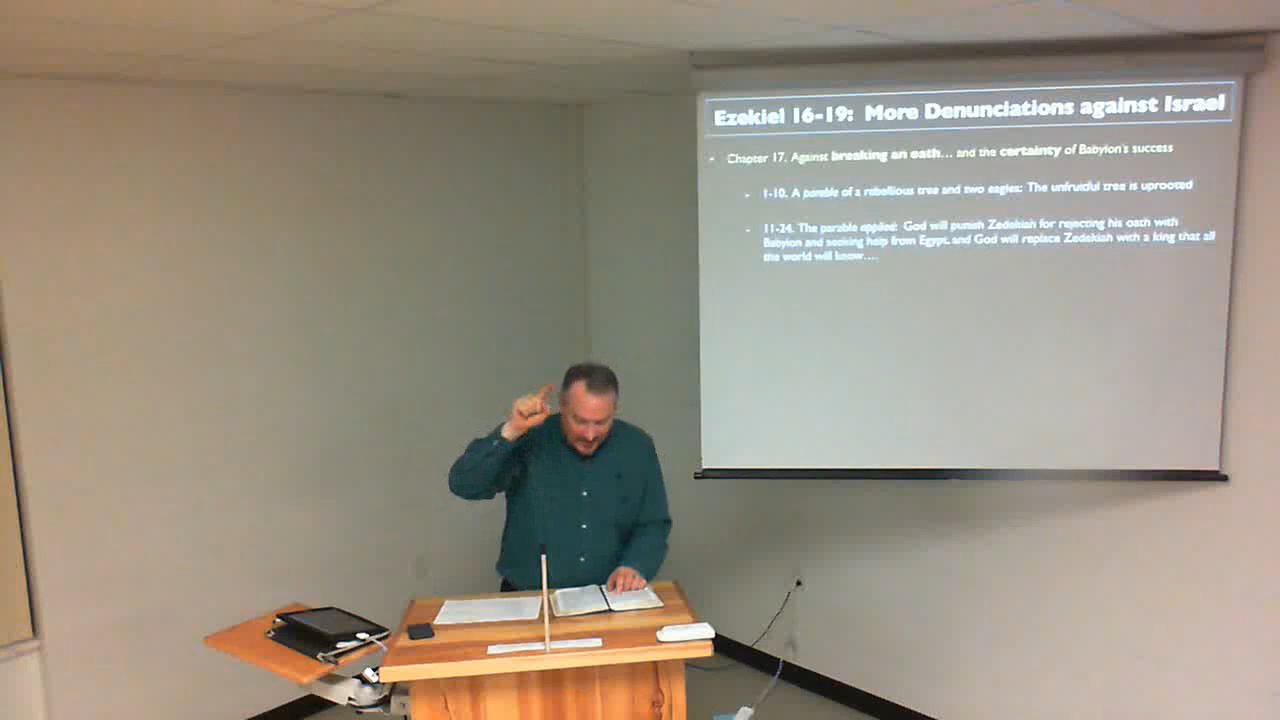 Ezekiel 16-19: More Denunciations against Israel
Chapter 17. Against breaking an oath... and the certainty of Babylon's success
1-10. A parable of a rebellious tree and two eagles: The unfruitful tree is uprooted
11-24. The parable applied: God will punish Zedekiah for rejecting his oath with
Babylon and seeking help from Egypt, and God will replace Zedekiah with a king that all
the world will know....